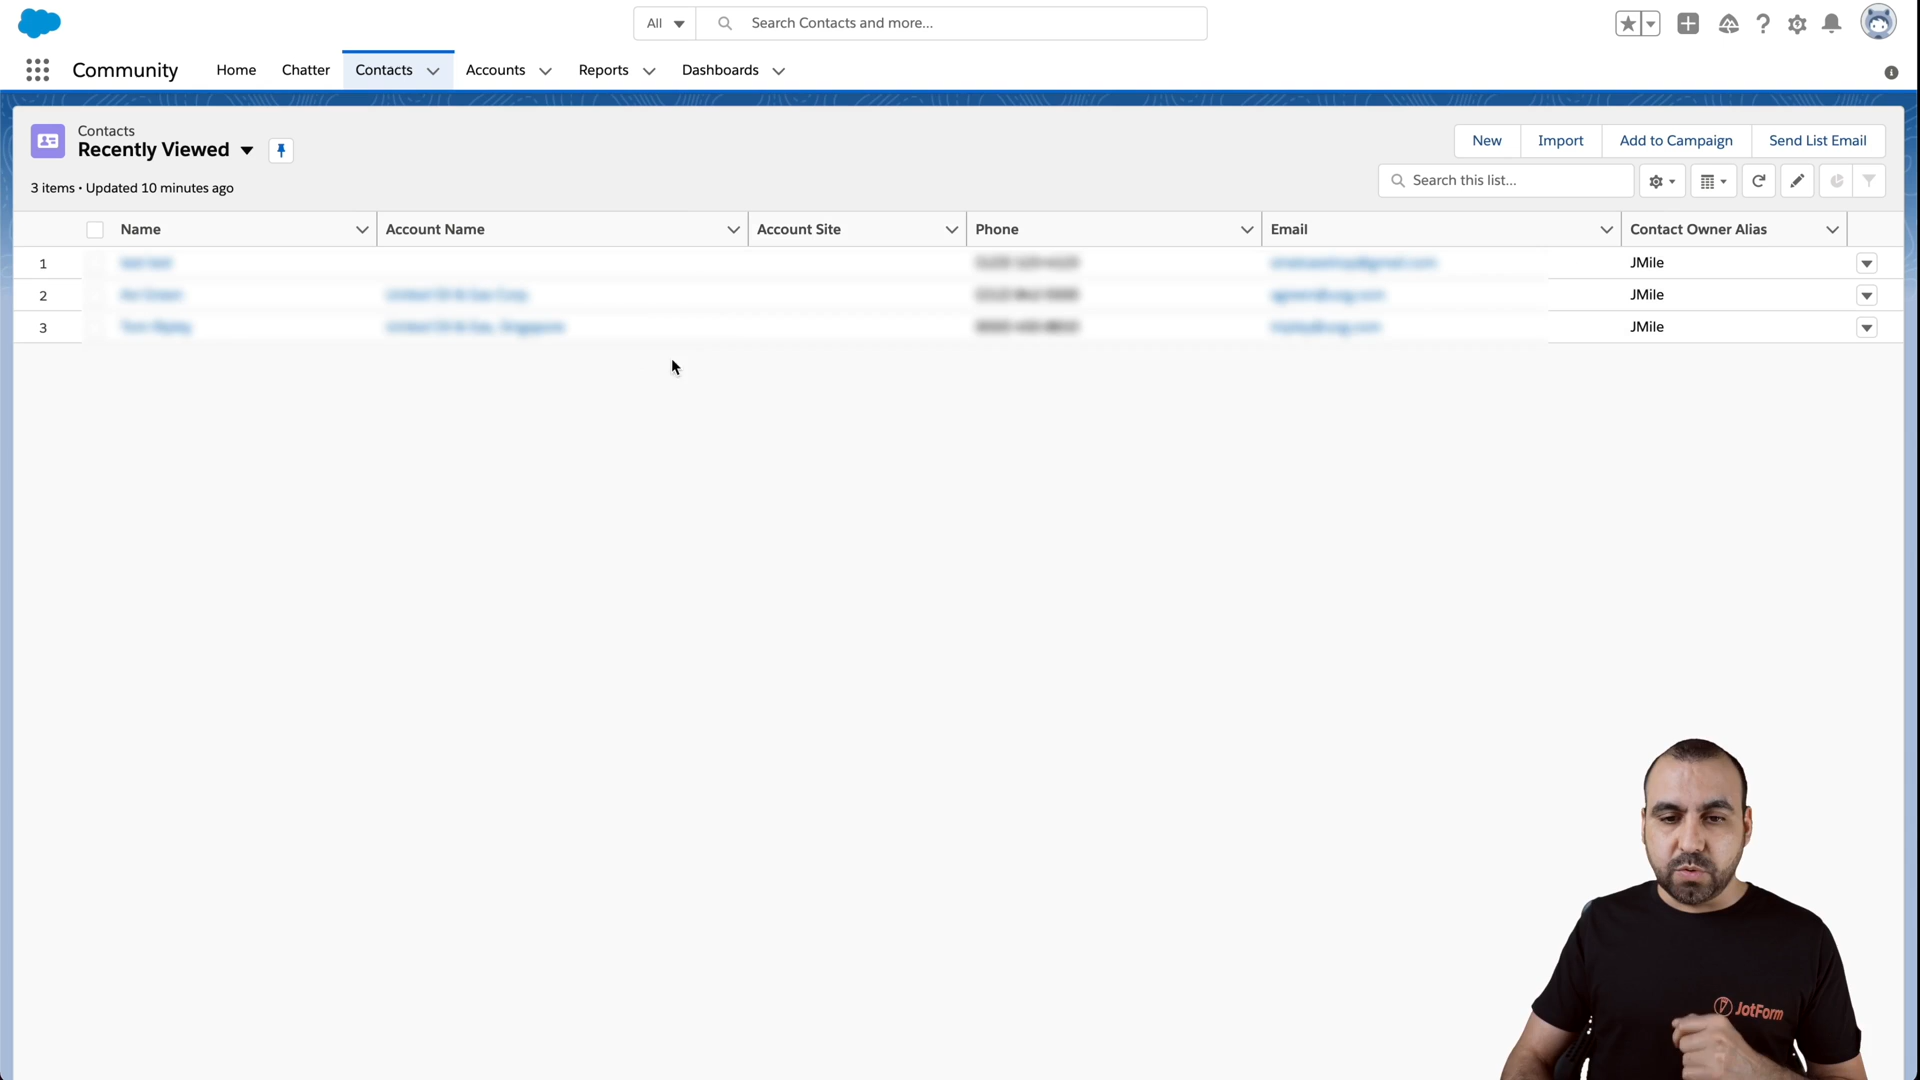 All
Search Contacts and more...
Community
Home
Chatter
Contacts
Accounts
Reports
Dashboards
Contacts
Recently Viewed
3 items • Updated 10 minutes ago
New
Import
Add to Campaign
Send List Email
Search this list...
Name
Account Name
Account Site
Phone
Email
Contact Owner Alias
1
JMile
2
JMile
3
JMile
JotForm